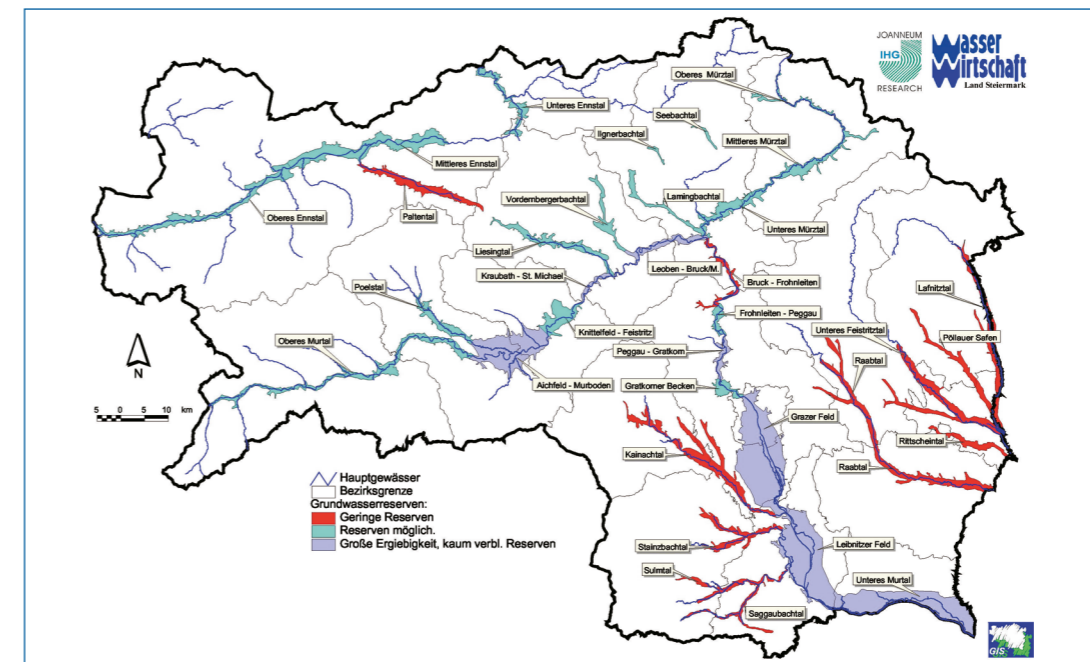 JOANNEUM
IHG
RESEARCH
Wasser
Wirtschaft
Land Steiermark
Oberes Mürztal
Unteres Ennstal
Seebachtal
Ilgnerbachtal
Mittleres Mürztal
Mittleres Ennstal
Lamingbachtal
Vordernbergerbachtal
Paltental
Oberes Ennstal
Unteres Mürztal
Liesingtal
Leoben - Bruck/M.
Kraubath - St. Michael
Bruck - Frohnleiten
Poelstal
Lafnitztal
Frohnleiten - Peggau
Knittelfeld - Feistritz
Unteres Feistritztal
Pöllauer Safen
Oberes Murtal
Peggau - Gratkorn
Raabtal
N
Aichfeld - Murboden
Gratkorner Becken
5 0 5 10 km
Grazer Feld
Rittscheintal
Kainachtal
Raabtal
Hauptgewässer
Bezirksgrenze
Grundwasserreserven:
Geringe Reserven
Reserven möglich.
Große Ergiebigkeit, kaum verbl. Reserven
Stainzbachtal
Leibnitzer Feld
Sulmtal
Unteres Murtal
Saggaubachtal
GIS